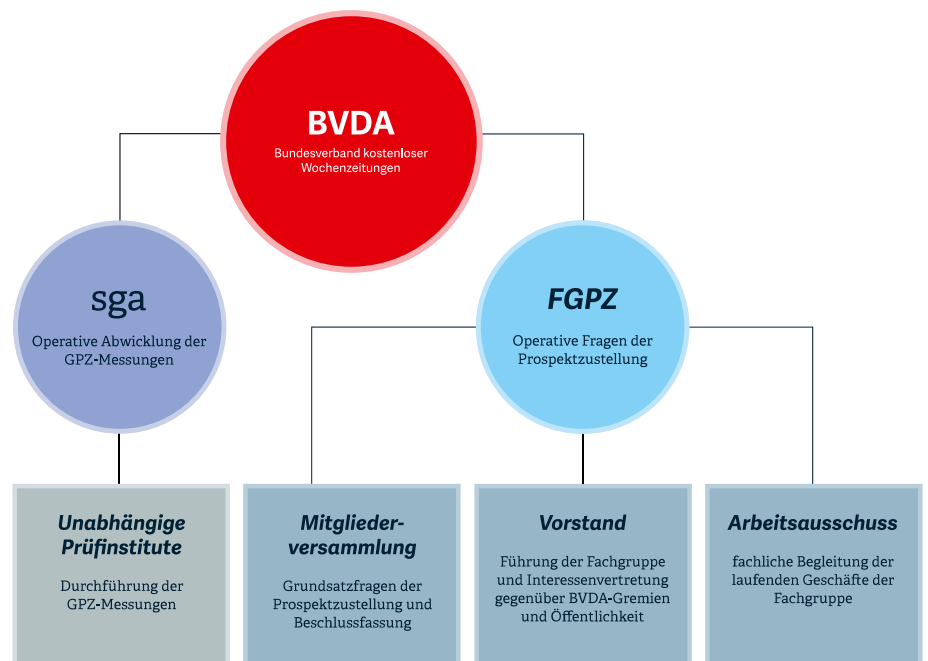 BVDA
Bundesverband kostenloser
Wochenzeitungen
sga
Operative Abwicklung der
GPZ-Messungen
FGPZ
Operative Fragen der
Prospektzustellung
Unabhängige
Prüfinstitute
Durchführung der
GPZ-Messungen
Mitglieder-
versammlung
Grundsatzfragen der
Prospektzustellung und
Beschlussfassung
Vorstand
Führung der Fachgruppe
und Interessenvertretung
gegenüber BVDA-Gremien
und Öffentlichkeit
Arbeitsausschuss
fachliche Begleitung der
laufenden Geschäfte der
Fachgruppe